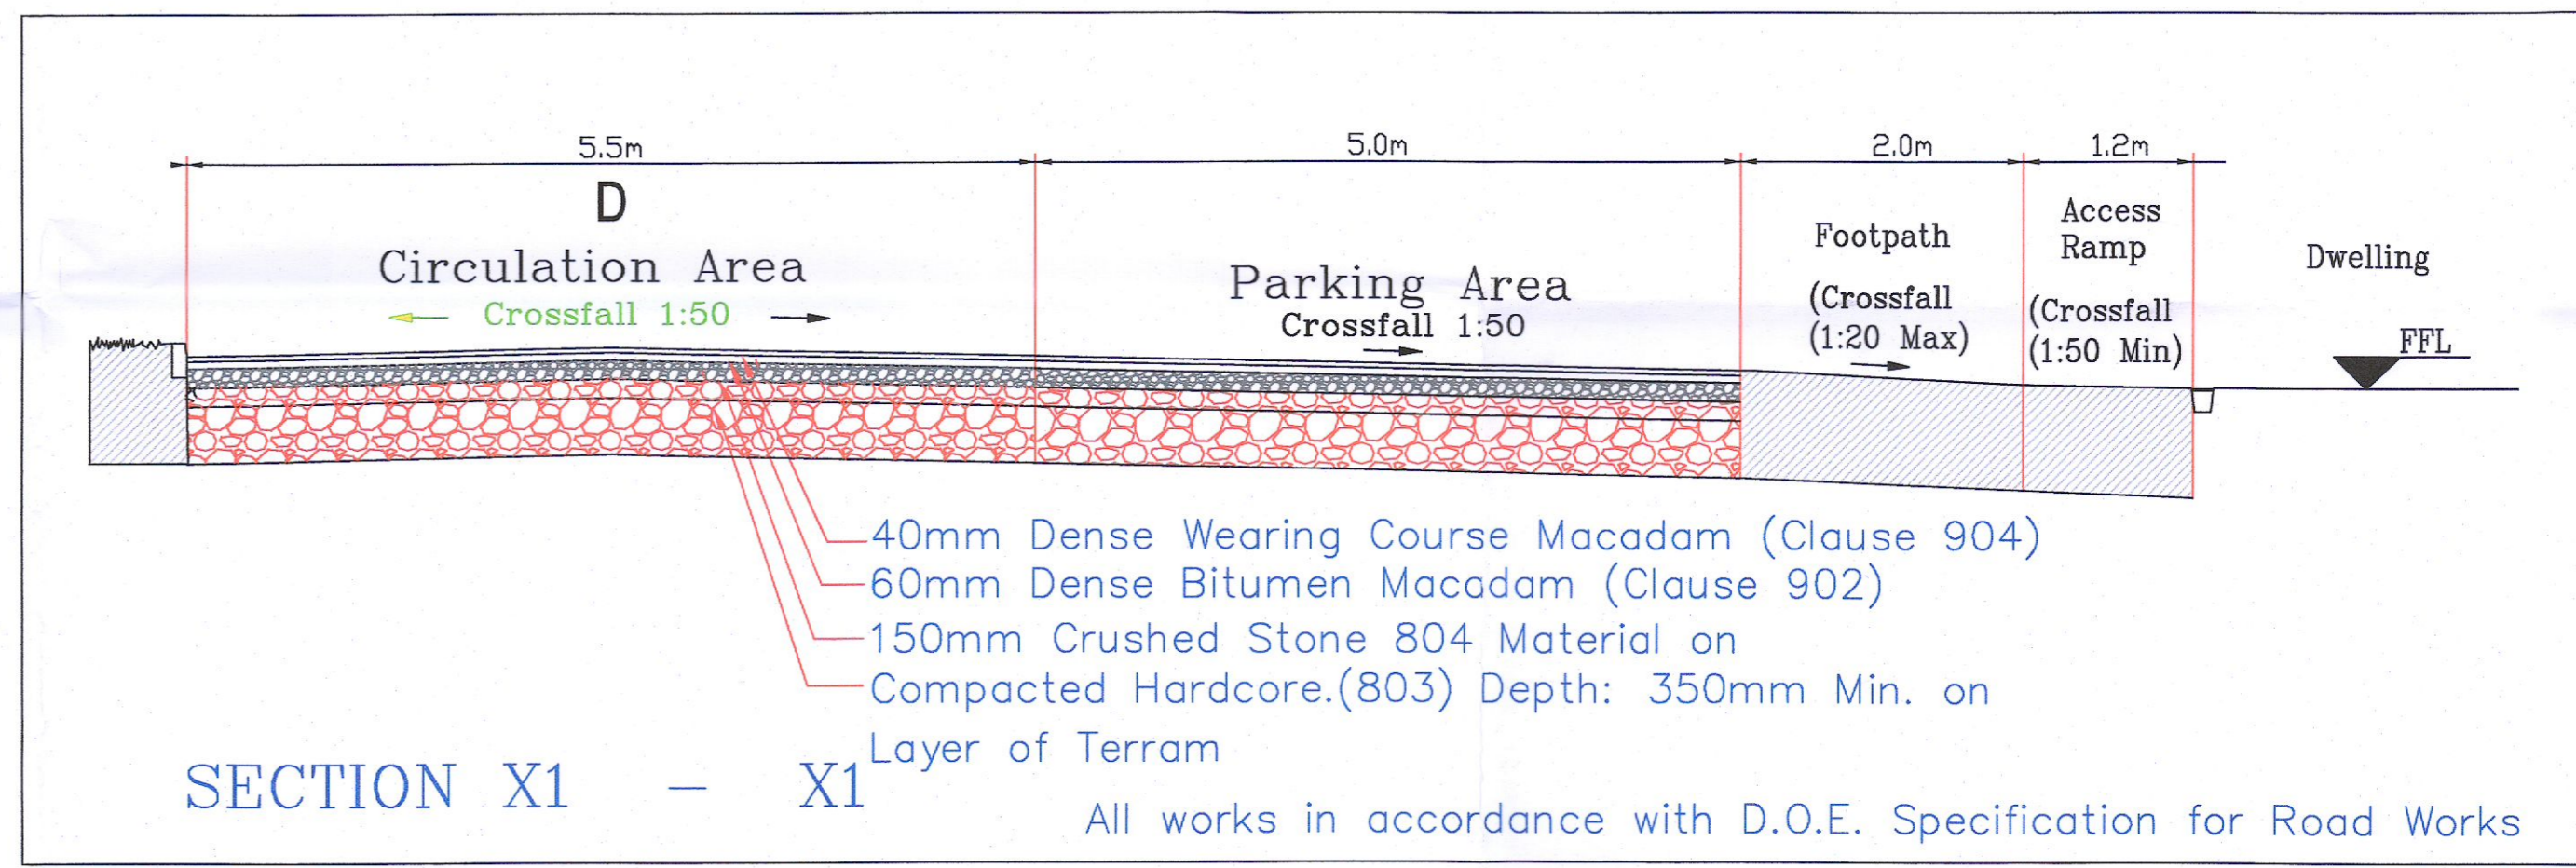 5.5m
5.0m
2.0m
1.2m
D
Circulation Area
Crossfall 1:50
Parking Area
Crossfall 1:50
Footpath
(Crossfall
(1:20 Max)
Access
Ramp
(Crossfall
(1:50 Min)
Dwelling
FFL
40mm Dense Wearing Course Macadam (Clause 904)
60mm Dense Bitumen Macadam (Clause 902)
150mm Crushed Stone 804 Material on
Compacted Hardcore.(803) Depth: 350mm Min. on
Layer of Terram
SECTION X1 - X1
All works in accordance with D.O.E. Specification for Road Works